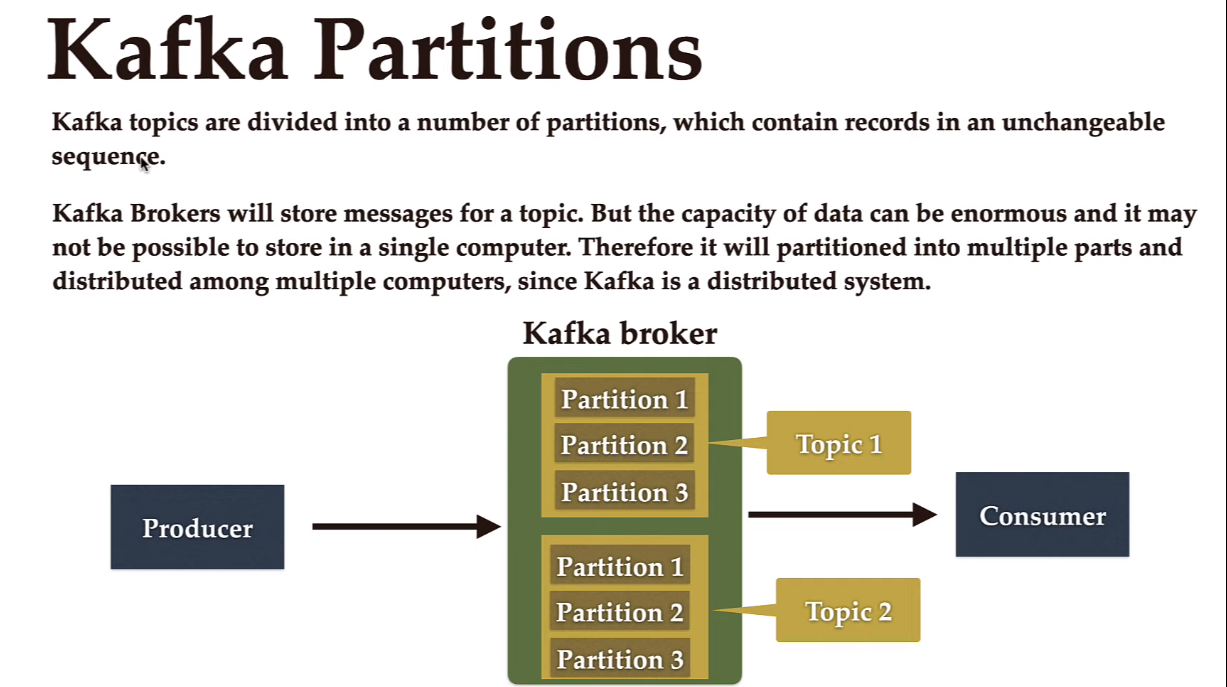 Kafka Partitions
Kafka topics are divided into a number of partitions, which contain records in an unchangeable
sequence.
Kafka Brokers will store messages for a topic. But the capacity of data can be enormous and it may
not be possible to store in a single computer. Therefore it will partitioned into multiple parts and
distributed among multiple computers, since Kafka is a distributed system.
Kafka broker
Partition 1
Partition 2
Partition 3
Topic 1
Producer
Consumer
Partition 1
Partition 2
Partition 3
Topic 2